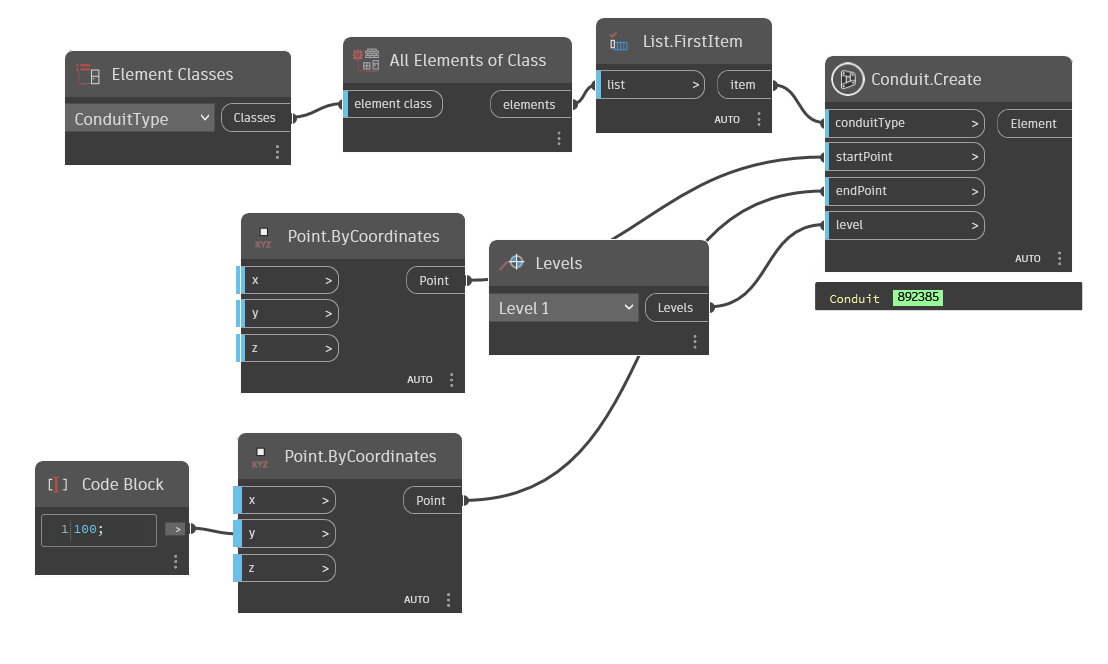 Element Classes
ConduitType
Classes
All Elements of Class
element class
elements
List.FirstItem
list >
item
AUTO
Conduit.Create
conduitType >
Element
startPoint >
endPoint >
level >
AUTO
Conduit 892385
Point.ByCoordinates
XYZ
x >
Point
y >
z >
AUTO
Levels
Level 1
Levels
Code Block
1 100;
>
Point.ByCoordinates
XYZ
x >
Point
y >
z >
AUTO